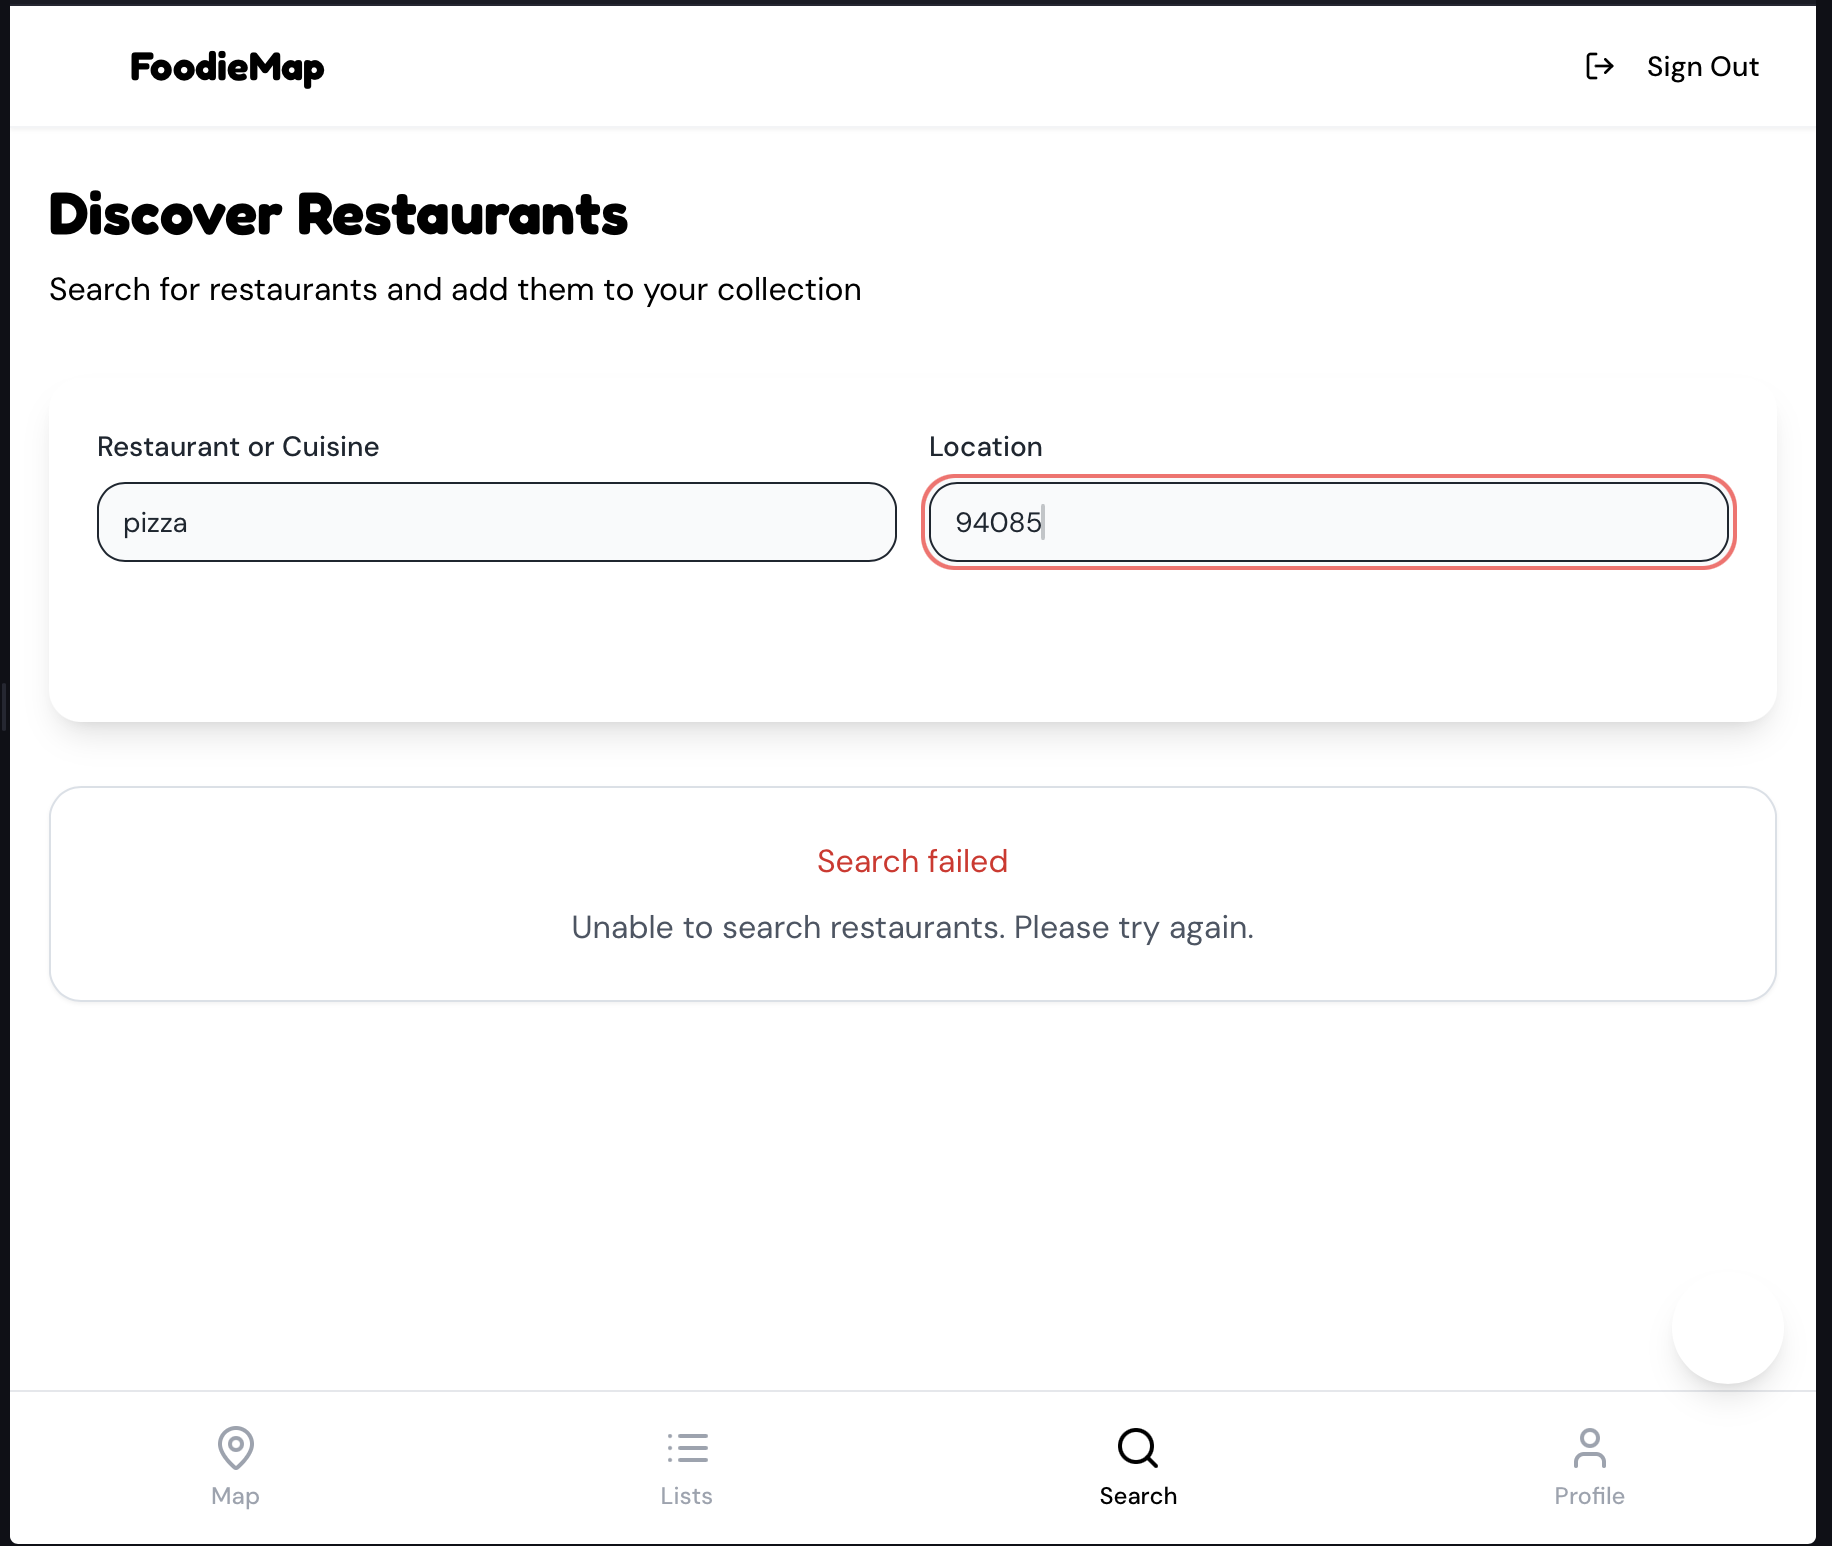 FoodieMap
Sign Out
Discover Restaurants
Search for restaurants and add them to your collection
Restaurant or Cuisine
Location
pizza
94085
Search failed
Unable to search restaurants. Please try again.
Map
Lists
Search
Profile